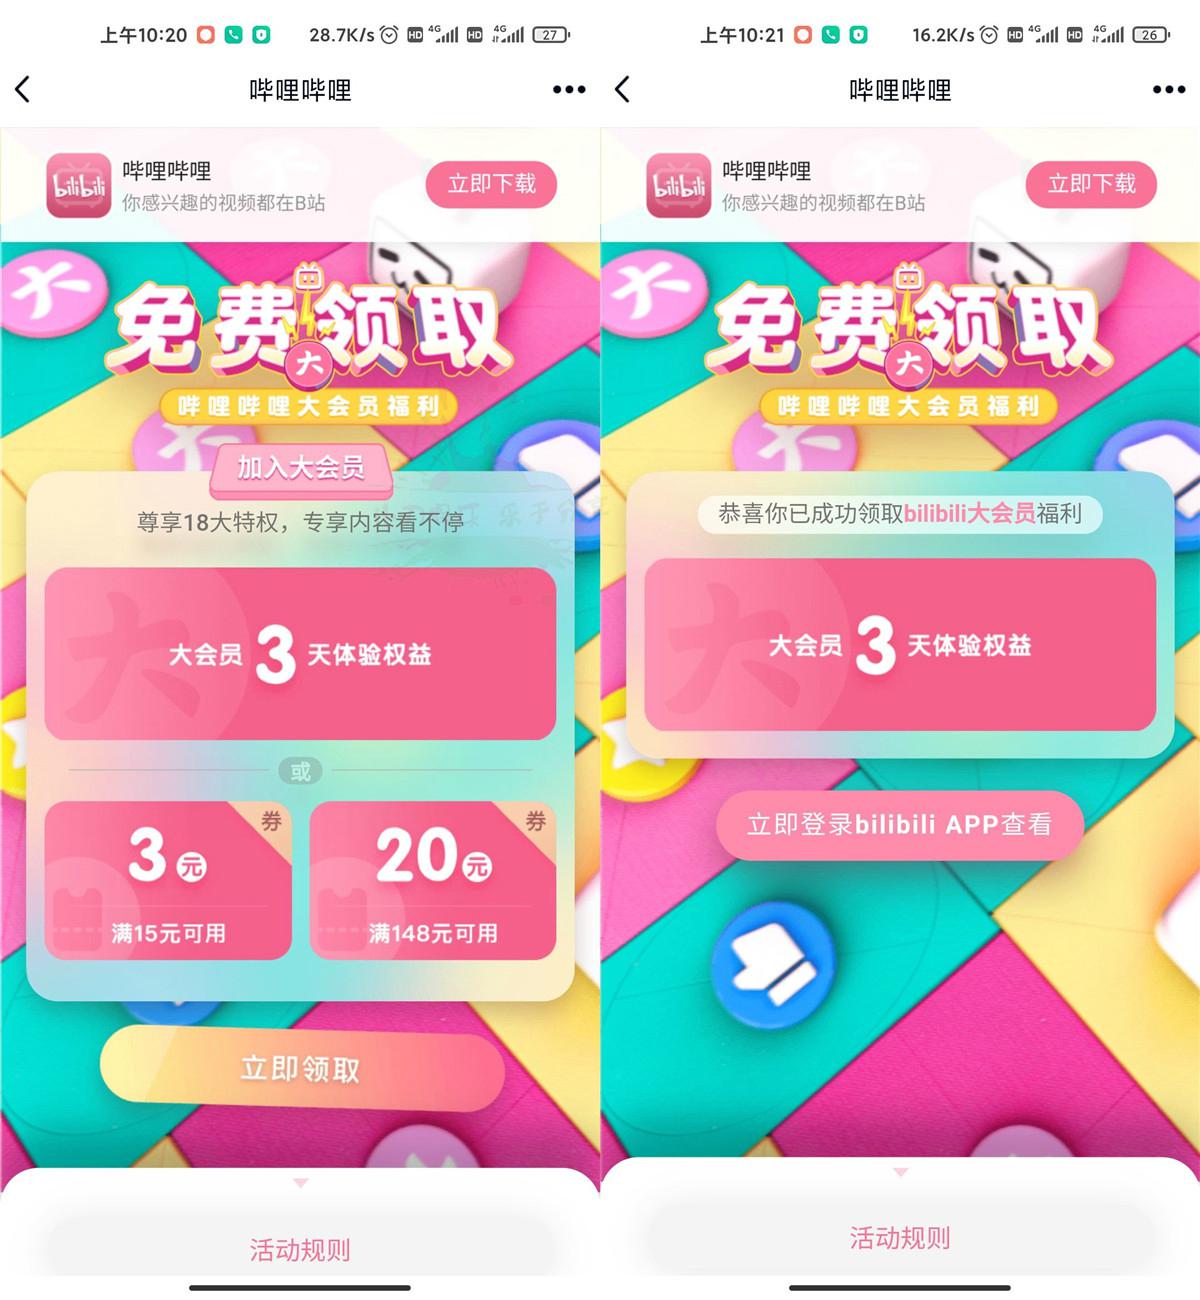 上午10:20
28.7K/s HD 4G HD 4G 27
哔哩哔哩
bilibili
哔哩哔哩
你感兴趣的视频都在B站
立即下载
免费领取
大
哔哩哔哩大会员福利
加入大会员
尊享18大特权，专享内容看不停
大会员3天体验权益
或
3元
券
满15元可用
20元
券
满148元可用
立即领取
活动规则
上午10:21
16.2K/s HD 4G HD 4G 26
哔哩哔哩
bilibili
哔哩哔哩
你感兴趣的视频都在B站
立即下载
免费领取
大
哔哩哔哩大会员福利
恭喜你已成功领取bilibili大会员福利
大会员3天体验权益
立即登录bilibili APP查看
活动规则